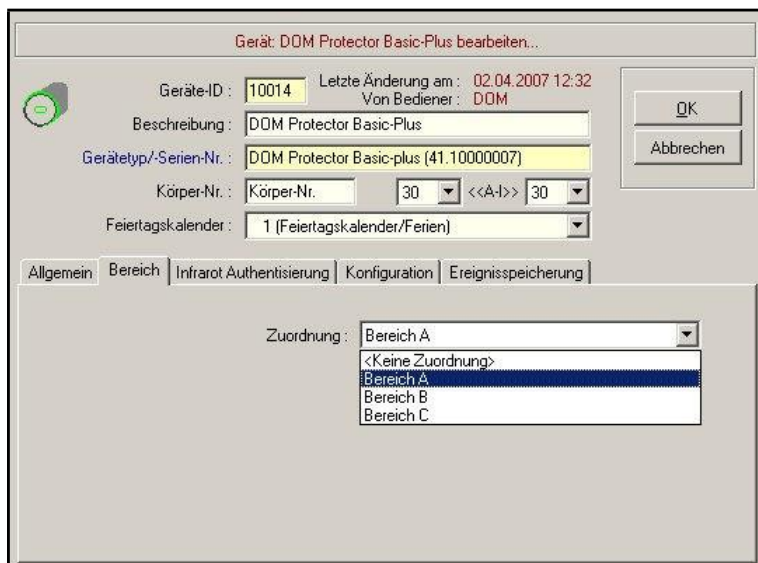 Gerät: DOM Protector Basic-Plus bearbeiten...
Geräte-ID : 10014 Letzte Änderung am : 02.04.2007 12:32
Von Bediener : DOM
OK
Beschreibung : DOM Protector Basic-Plus
Abbrechen
Gerätetyp/-Serien-Nr. : DOM Protector Basic-plus (41.10000007)
Körper-Nr. : Körper-Nr. 30 <<A-I>> 30
Feiertagskalender : 1 (Feiertagskalender/Ferien)
Allgemein Bereich Infrarot Authentisierung Konfiguration Ereignisspeicherung
Zuordnung : Bereich A
<Keine Zuordnung>
Bereich A
Bereich B
Bereich C